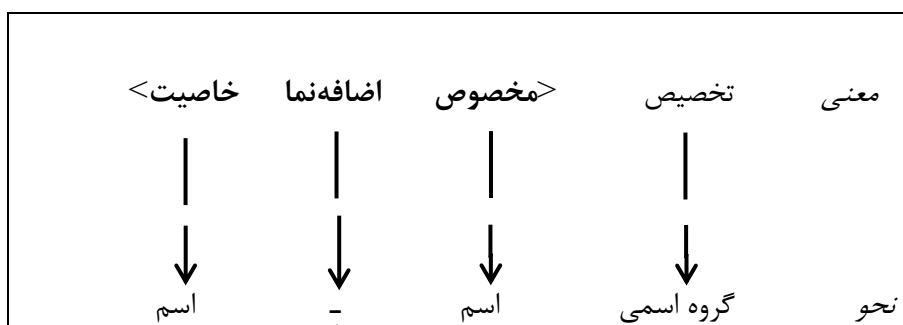 معنی تخصیص <مخصوص اضافه‌نما خاصیت>
نحو گروه اسمی اسم ـِ اسم